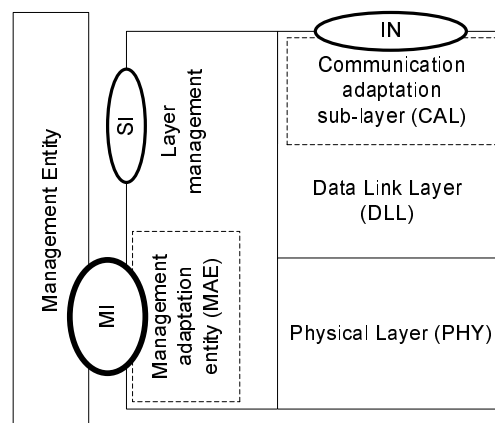 Management Entity
SI
Layer
management
MI
Management
adaptation
entity (MAE)
IN
Communication
adaptation
sub-layer (CAL)
Data Link Layer
(DLL)
Physical Layer (PHY)